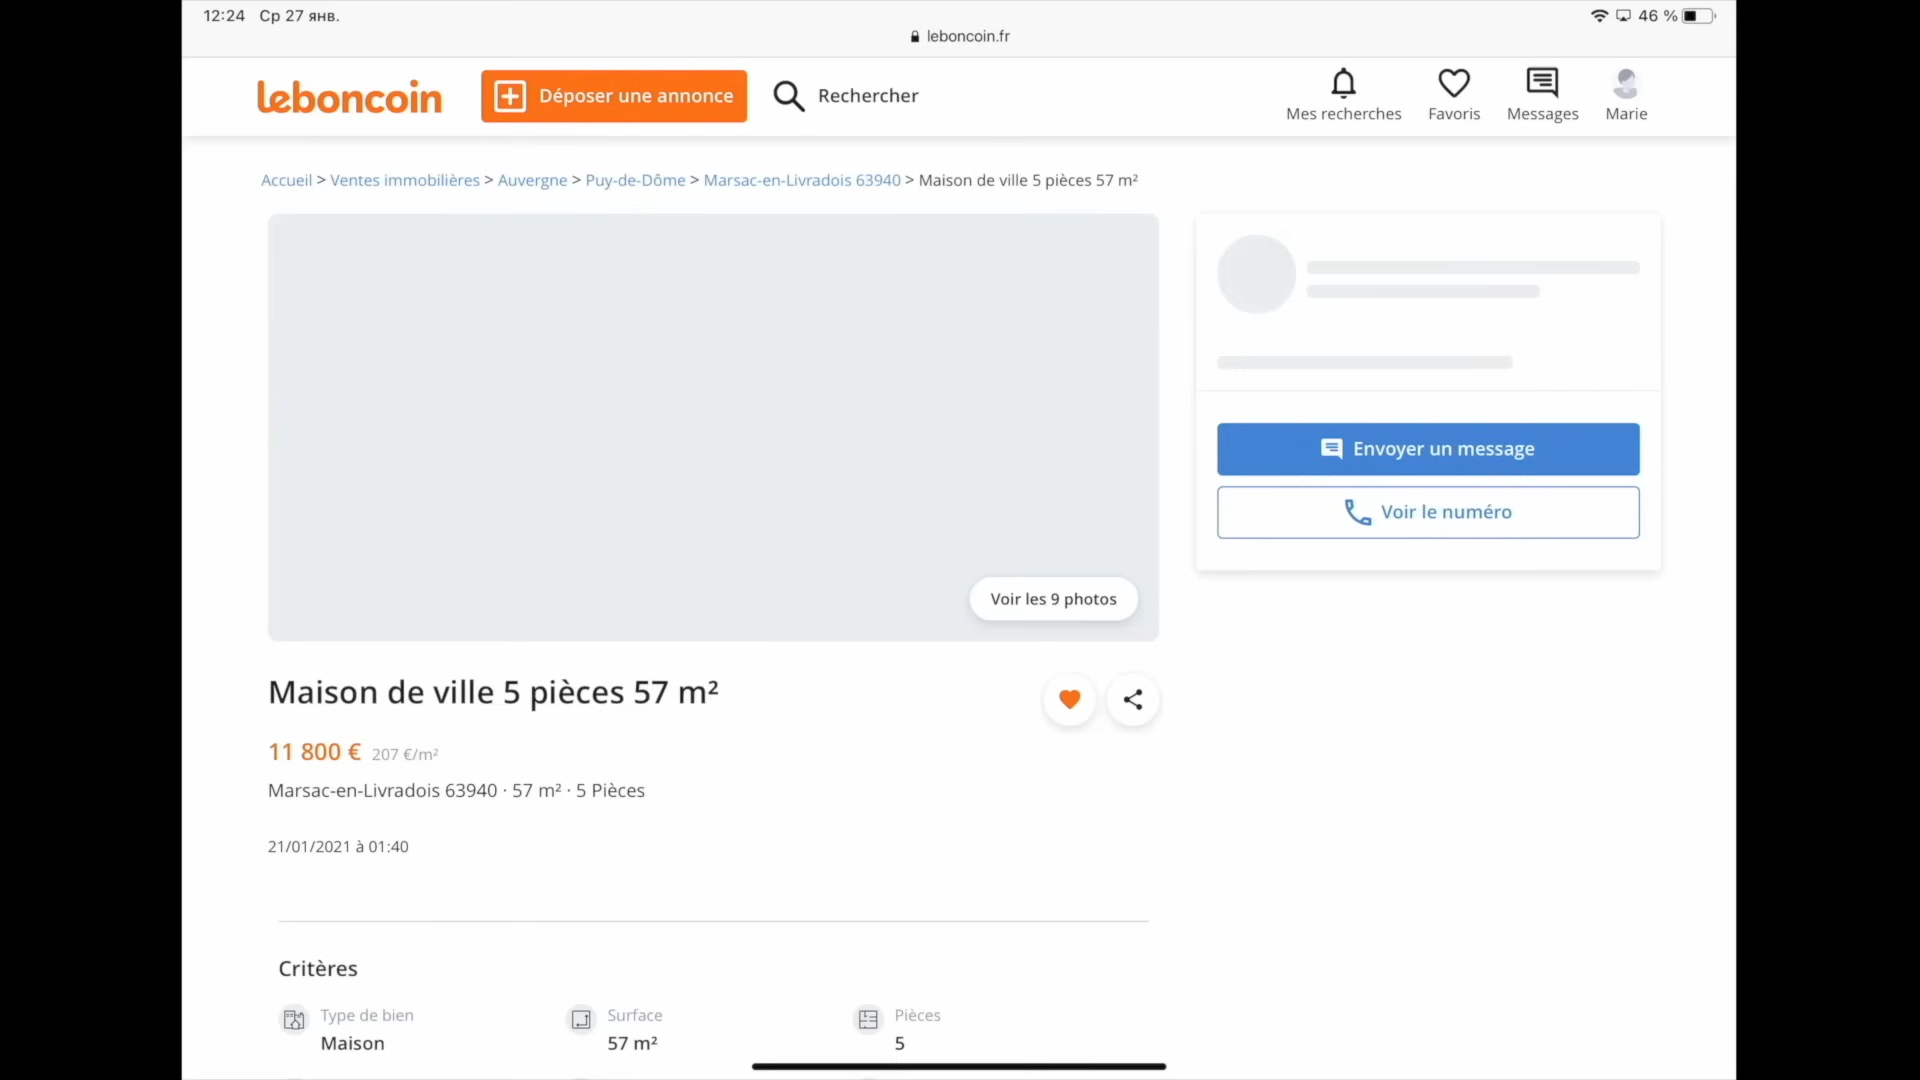 12:24 Ср 27 янв.
46 %
leboncoin.fr
leboncoin
Déposer une annonce
Rechercher
Mes recherches
Favoris
Messages
Marie
Accueil > Ventes immobilières > Auvergne > Puy-de-Dôme > Marsac-en-Livradois 63940 > Maison de ville 5 pièces 57 m²
Voir les 9 photos
Envoyer un message
Voir le numéro
Maison de ville 5 pièces 57 m²
11 800 € 207 €/m²
Marsac-en-Livradois 63940 · 57 m² · 5 Pièces
21/01/2021 à 01:40
Critères
Type de bien
Maison
Surface
57 m²
Pièces
5